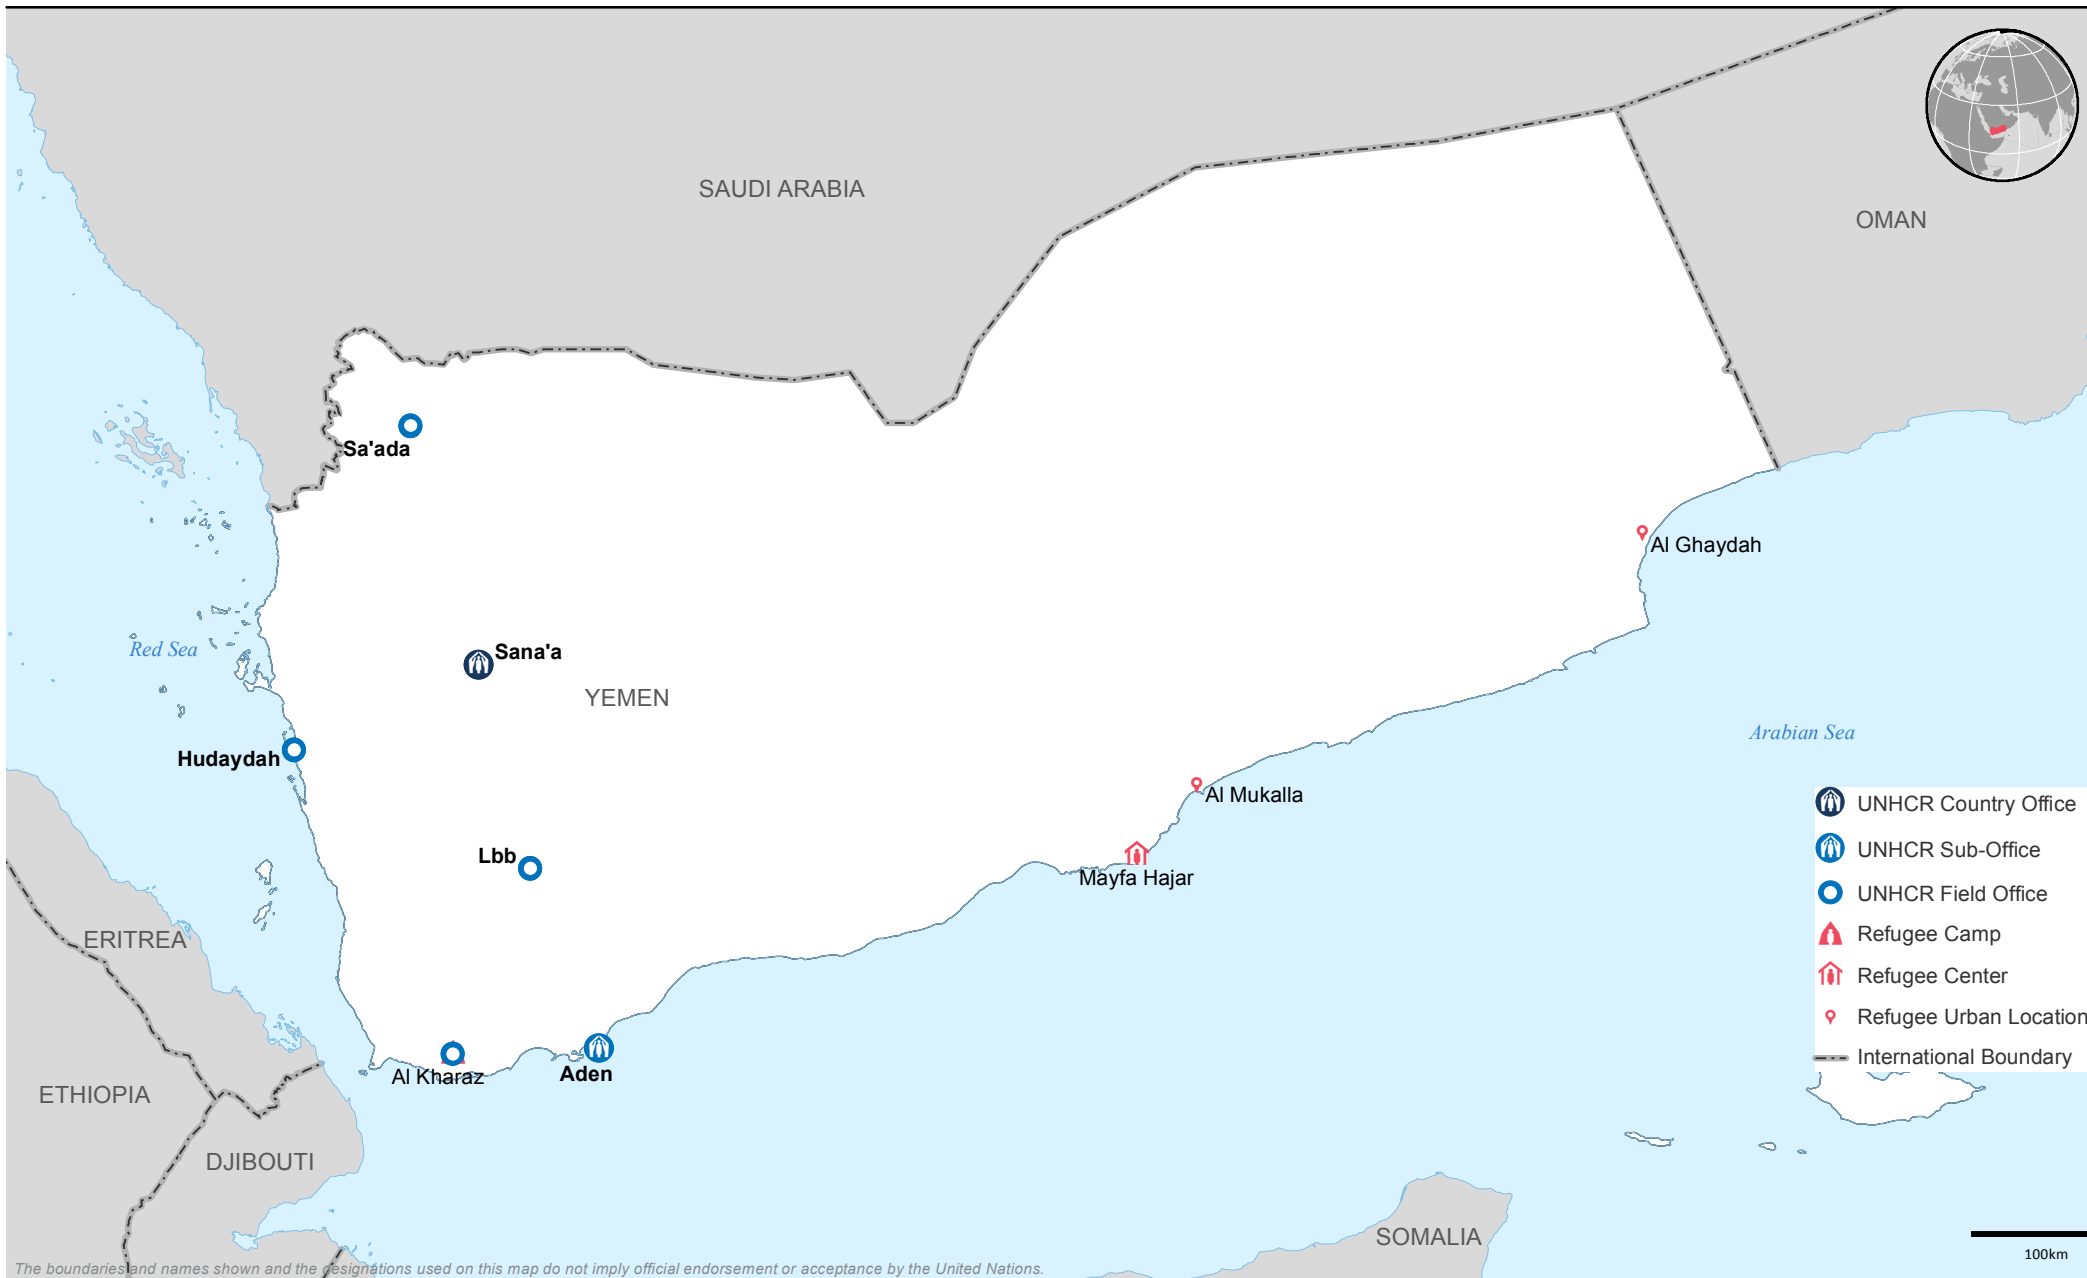 SAUDI ARABIA
OMAN
Sa'ada
Al Ghaydah
Red Sea
Sana'a
YEMEN
Arabian Sea
Hudaydah
Al Mukalla
Lbb
Mayfa Hajar
ERITREA
Al Kharaz
Aden
ETHIOPIA
DJIBOUTI
SOMALIA
UNHCR Country Office
UNHCR Sub-Office
UNHCR Field Office
Refugee Camp
Refugee Center
Refugee Urban Location
International Boundary
100km
The boundaries and names shown and the designations used on this map do not imply official endorsement or acceptance by the United Nations.